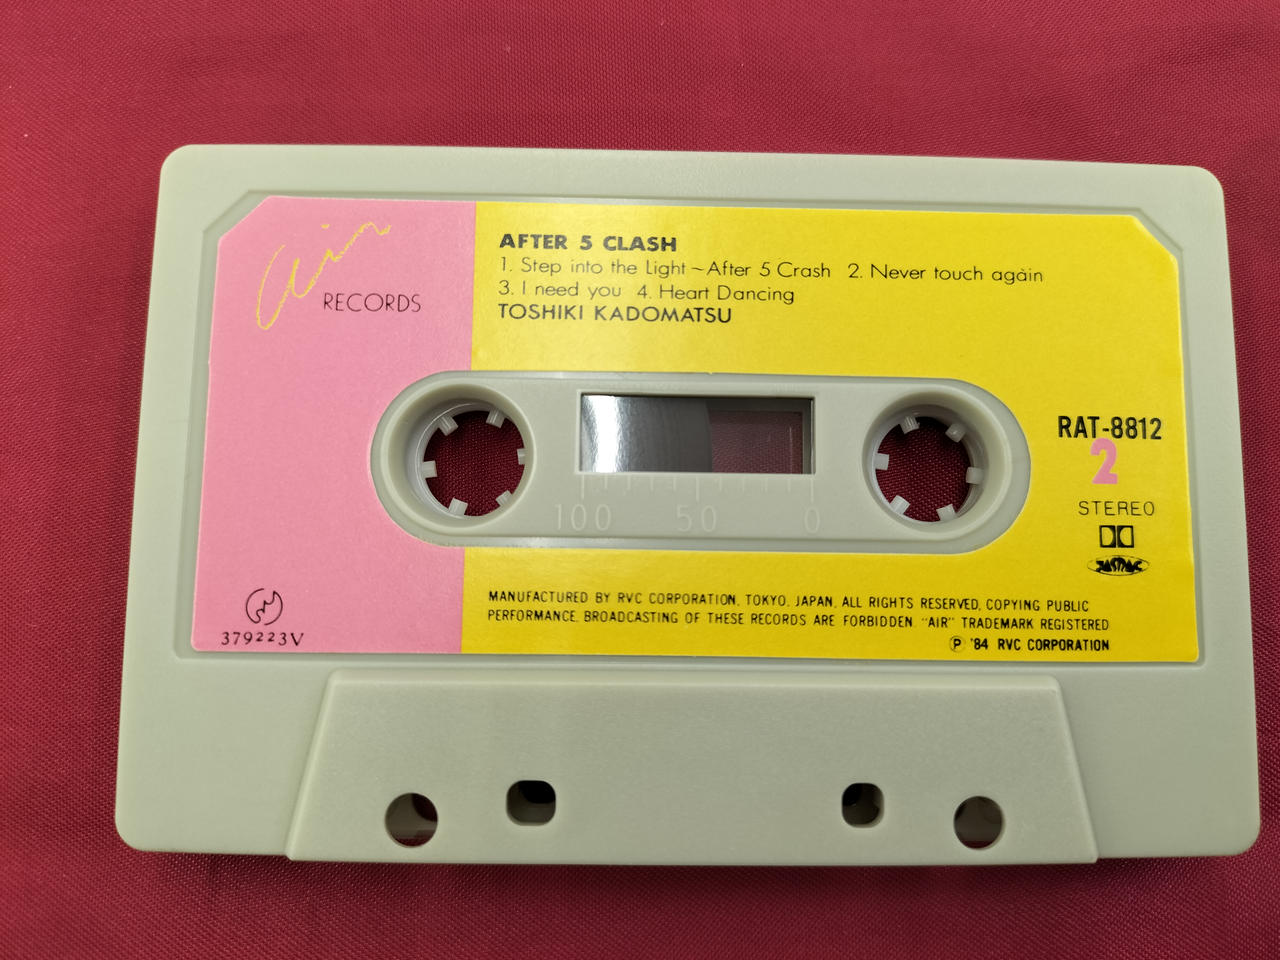 Air
RECORDS
AFTER 5 CLASH
1. Step into the Light ~ After 5 Crash 2. Never touch again
3. I need you 4. Heart Dancing
TOSHIKI KADOMATSU
RAT-8812
2
STEREO
100 50 0
379223V
MANUFACTURED BY RVC CORPORATION, TOKYO, JAPAN, ALL RIGHTS RESERVED, COPYING PUBLIC
PERFORMANCE, BROADCASTING OF THESE RECORDS ARE FORBIDDEN. "AIR" TRADEMARK REGISTERED
Ⓟ '84 RVC CORPORATION